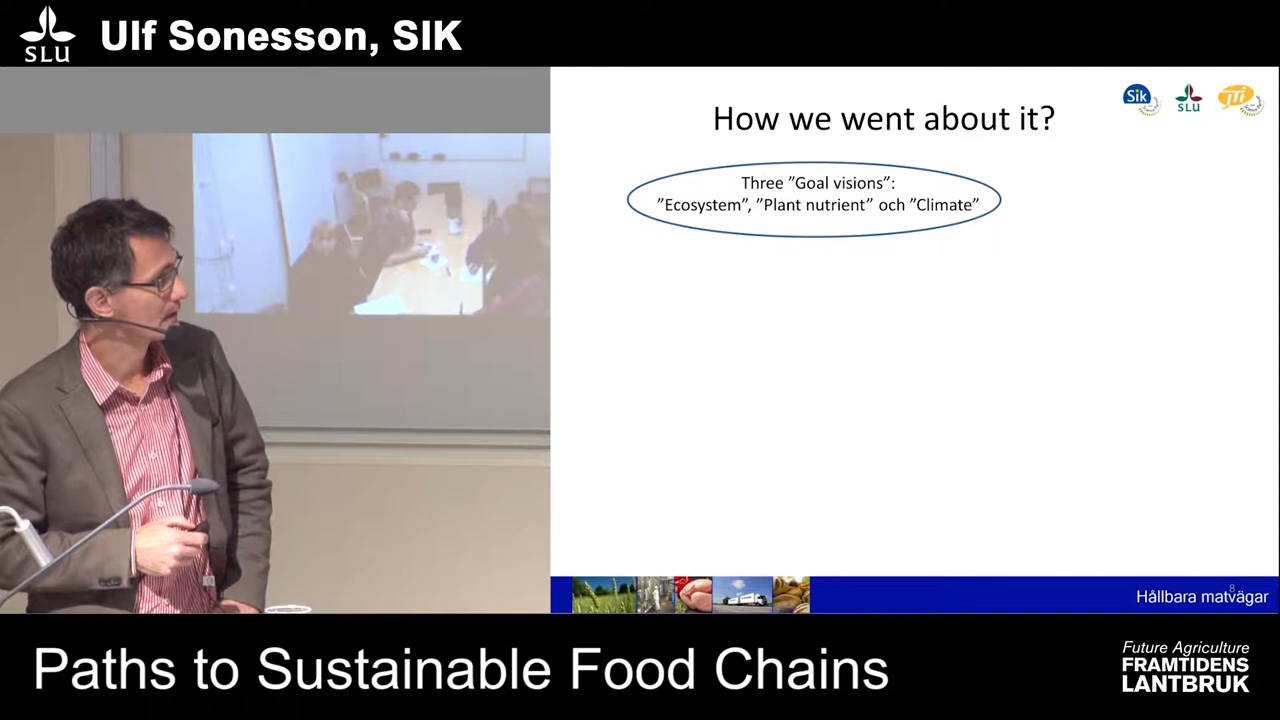 SLU
Ulf Sonesson, SIK
Sik
SLU
JTI
How we went about it?
Three ”Goal visions”:
”Ecosystem”, ”Plant nutrient” och ”Climate”
8
Hållbara matvägar
Paths to Sustainable Food Chains
Future Agriculture
FRAMTIDENS
LANTBRUK